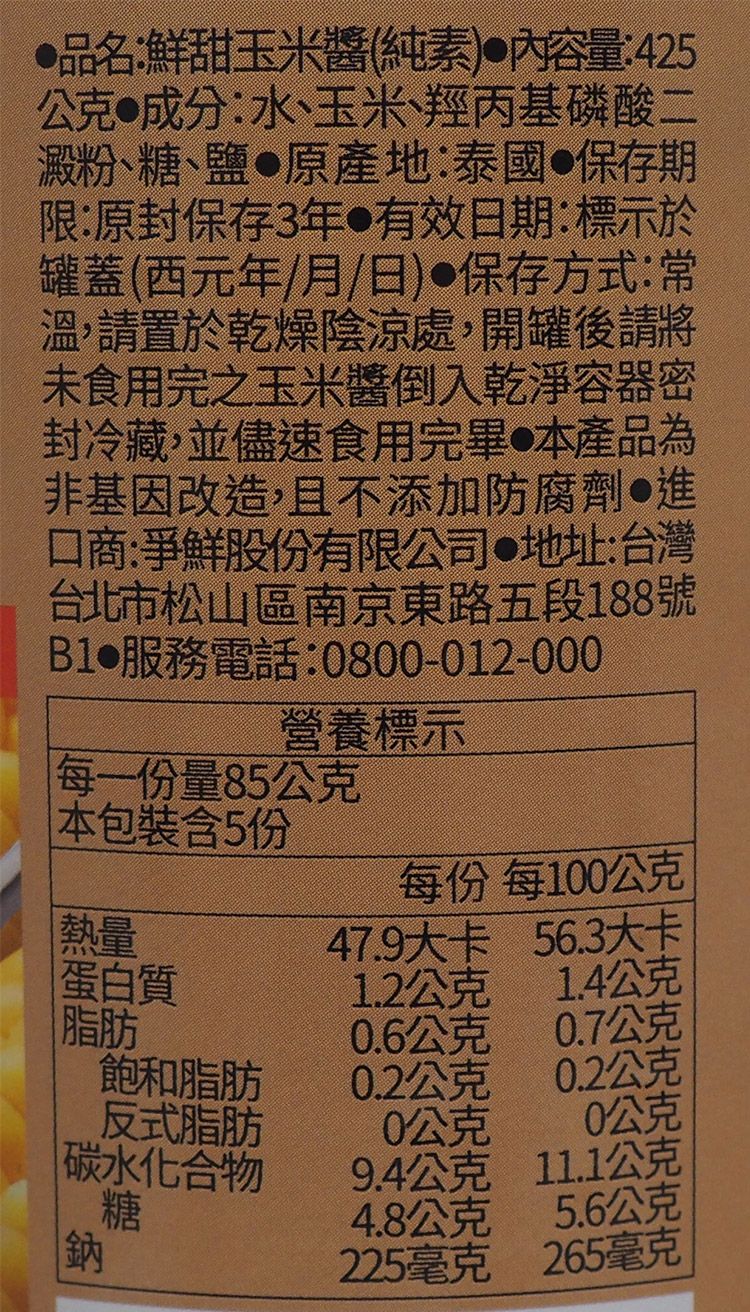 ●品名:鮮甜玉米醬(純素)●內容量:425
公克●成分:水、玉米、羥丙基磷酸二
澱粉、糖、鹽●原產地:泰國●保存期
限:原封保存3年●有效日期:標示於
罐蓋(西元年/月/日)●保存方式:常
溫,請置於乾燥陰涼處,開罐後請將
未食用完之玉米醬倒入乾淨容器密
封冷藏,並儘速食用完畢●本產品為
非基因改造,且不添加防腐劑●進
口商:爭鮮股份有限公司●地址:台灣
台北市松山區南京東路五段188號
B1●服務電話:0800-012-000
營養標示
每一份量85公克
本包裝含5份
每份 每100公克
熱量 47.9大卡 56.3大卡
蛋白質 1.2公克 1.4公克
脂肪 0.6公克 0.7公克
飽和脂肪 0.2公克 0.2公克
反式脂肪 0公克 0公克
碳水化合物 9.4公克 11.1公克
糖 4.8公克 5.6公克
鈉 225毫克 265毫克